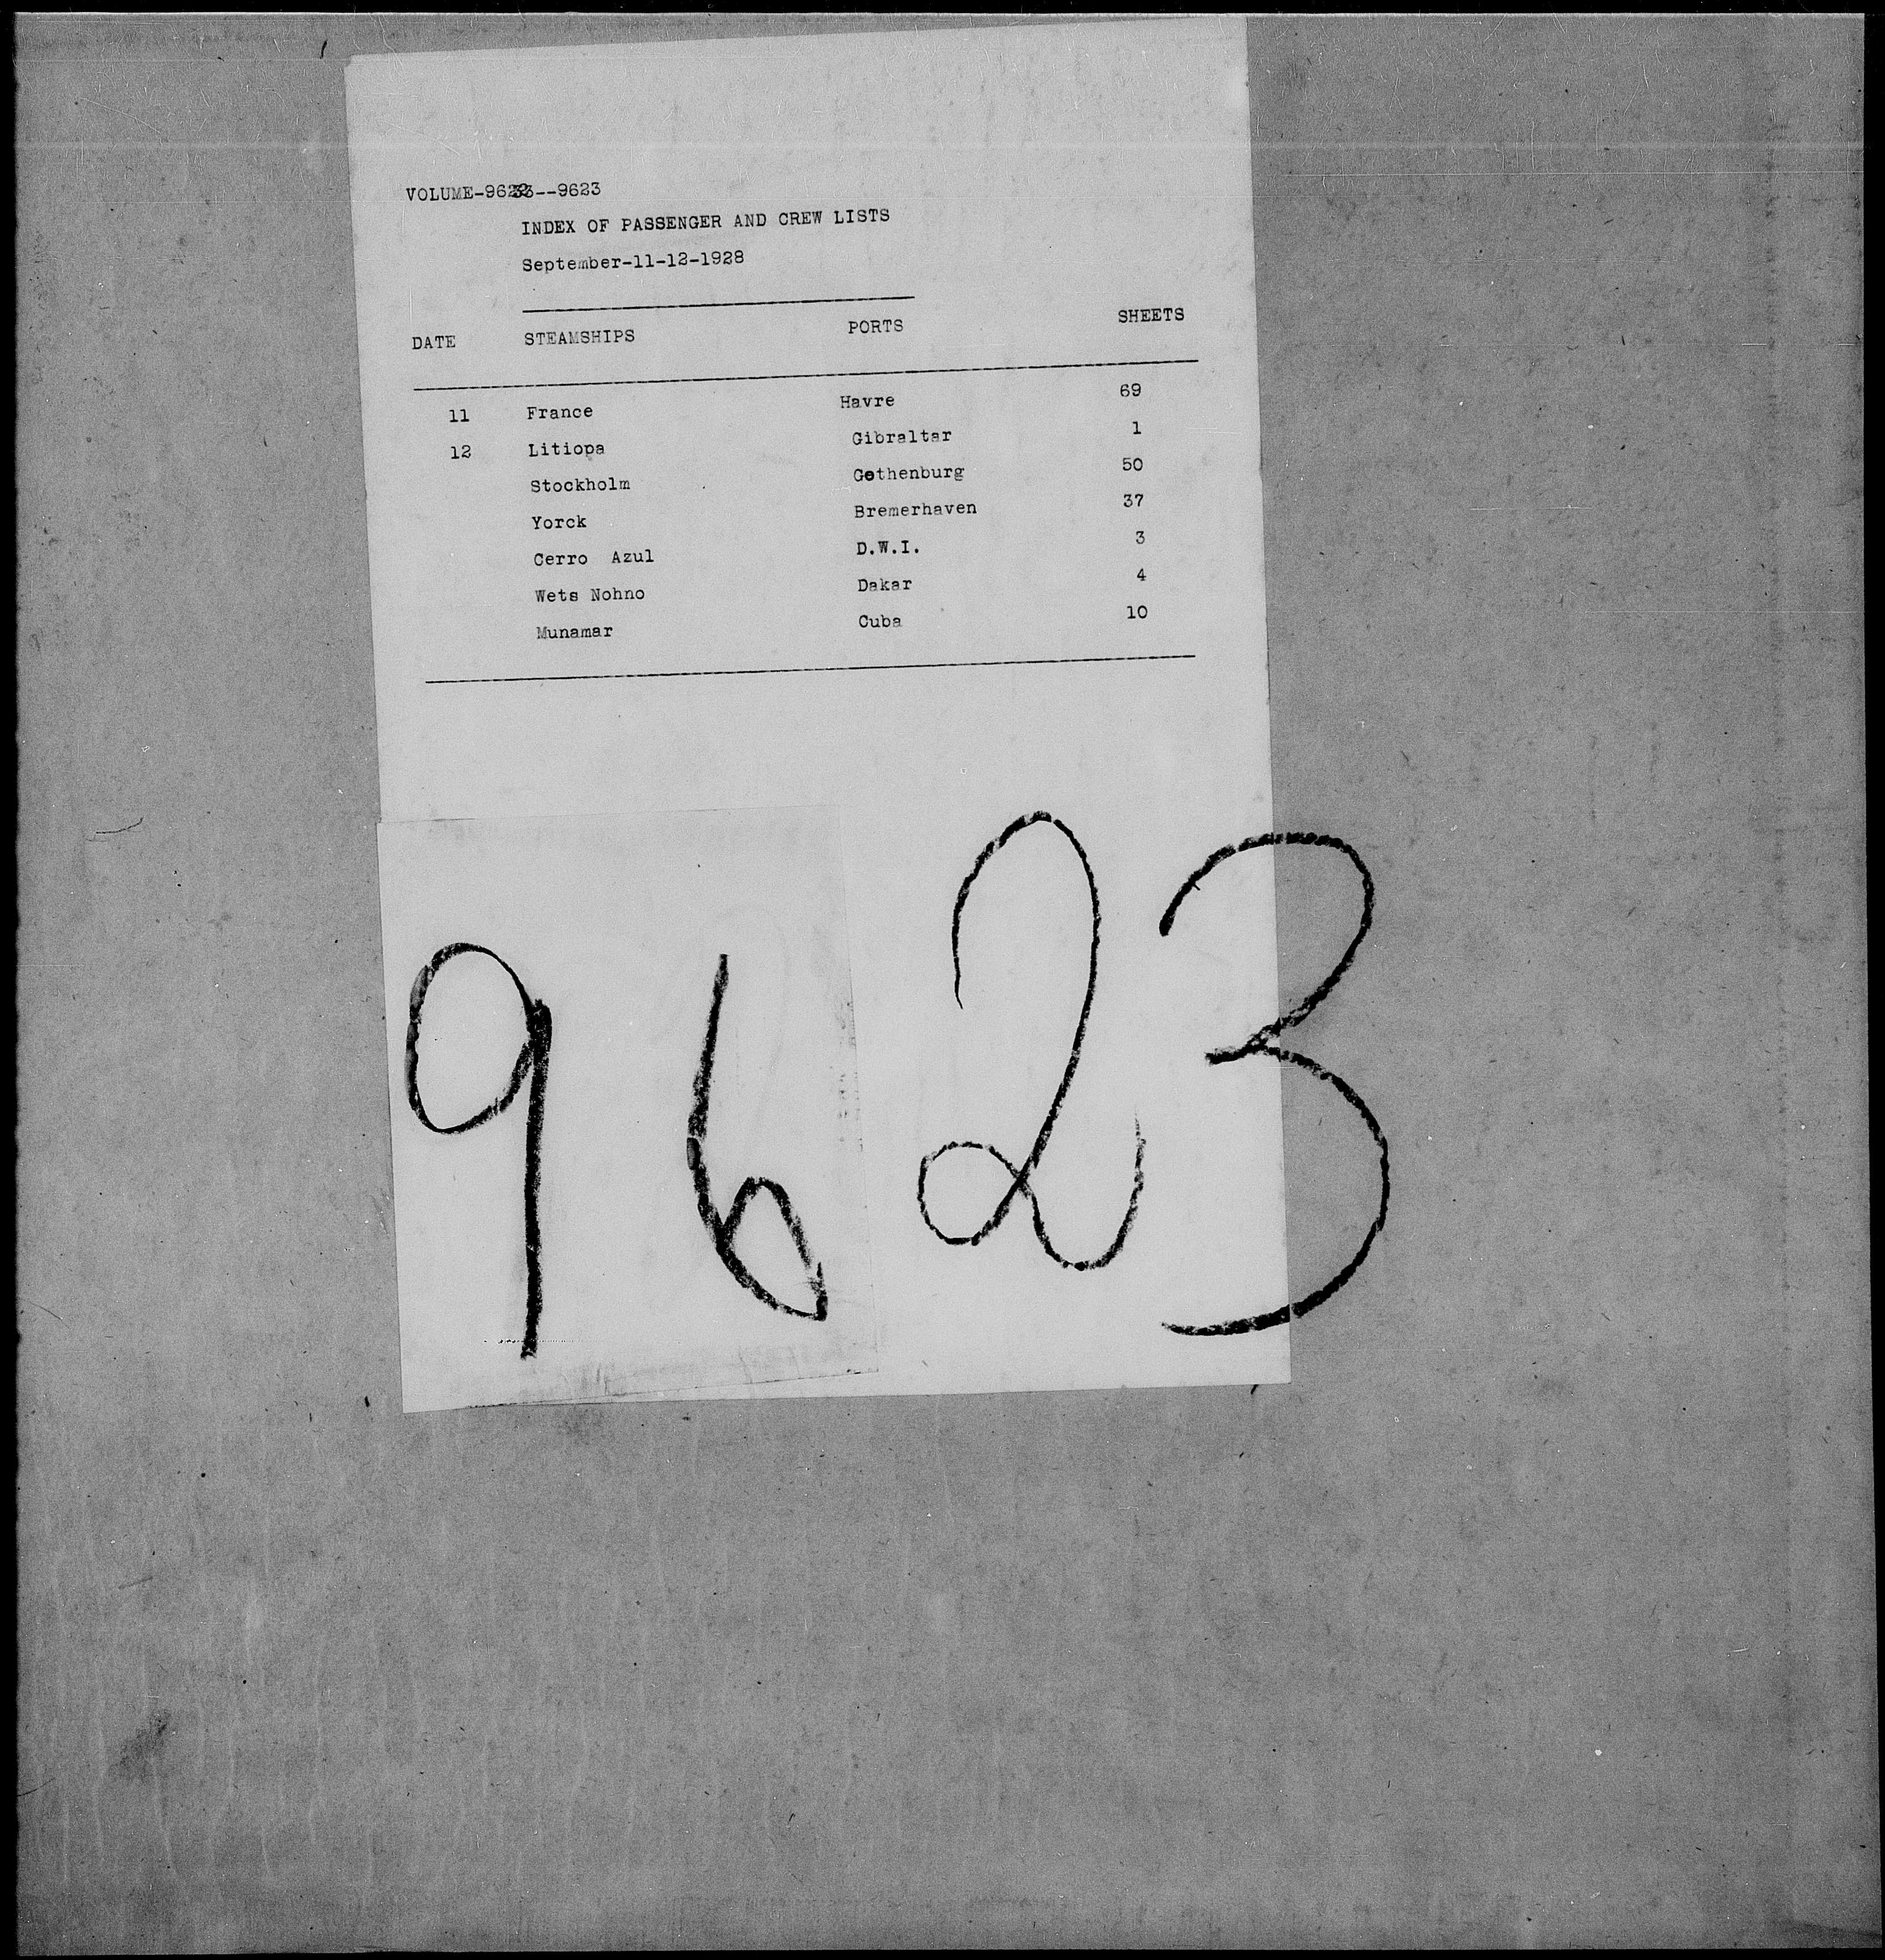 VOLUME-9622--9623
INDEX OF PASSENGER AND CREW LISTS
September-11-12-1928
DATE STEAMSHIPS PORTS SHEETS
11 France Havre 69
12 Litiopa Gibraltar 1
Stockholm Gothenburg 50
Yorck Bremerhaven 37
Cerro Azul D.W.I. 3
Wets Nohno Dakar 4
Munamar Cuba 10
9623